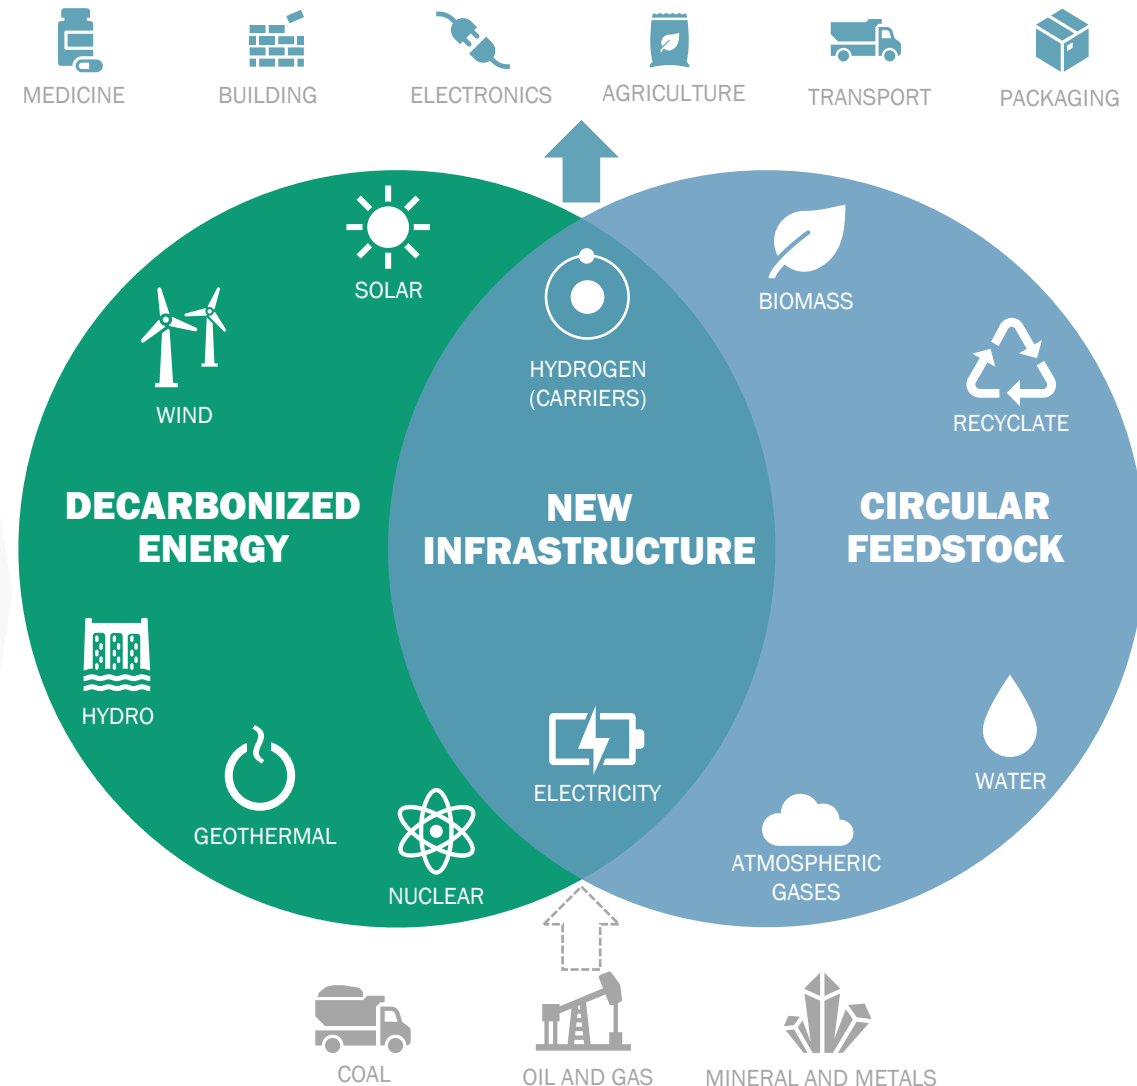 MEDICINE
BUILDING
ELECTRONICS
AGRICULTURE
TRANSPORT
PACKAGING
SOLAR
BIOMASS
HYDROGEN
(CARRIERS)
WIND
RECYCLATE
DECARBONIZED
ENERGY
NEW
INFRASTRUCTURE
CIRCULAR
FEEDSTOCK
HYDRO
GEOTHERMAL
NUCLEAR
ELECTRICITY
WATER
ATMOSPHERIC
GASES
COAL
OIL AND GAS
MINERAL AND METALS